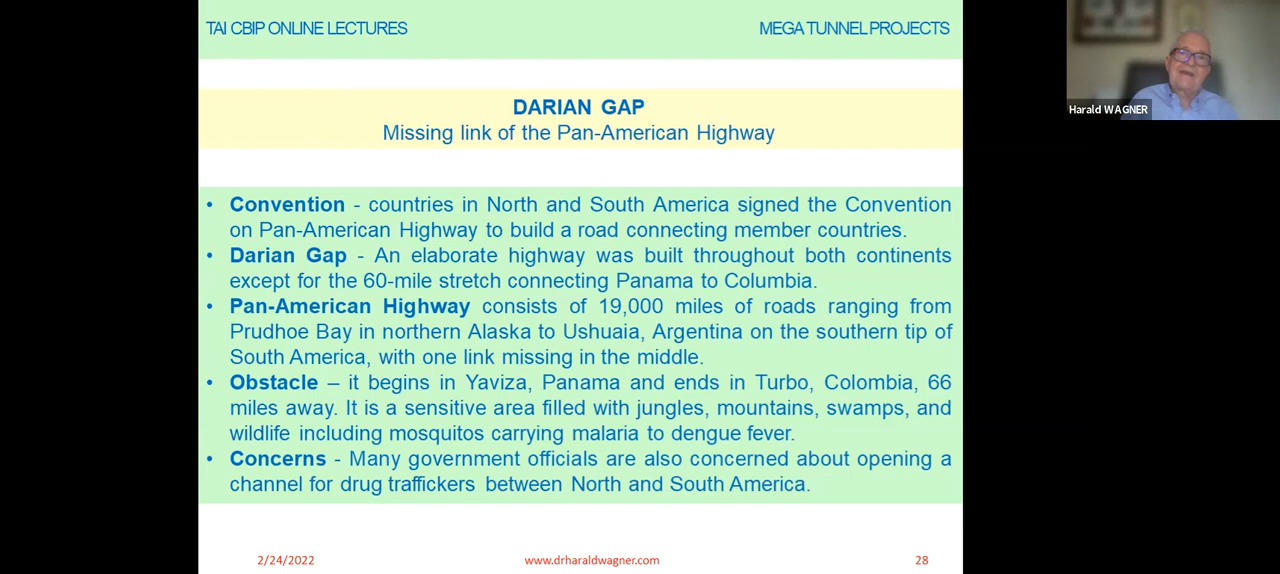 TAI CBIP ONLINE LECTURES MEGA TUNNEL PROJECTS
Harald WAGNER
DARIAN GAP
Missing link of the Pan-American Highway
• Convention - countries in North and South America signed the Convention
on Pan-American Highway to build a road connecting member countries.
• Darian Gap - An elaborate highway was built throughout both continents
except for the 60-mile stretch connecting Panama to Columbia.
• Pan-American Highway consists of 19,000 miles of roads ranging from
Prudhoe Bay in northern Alaska to Ushuaia, Argentina on the southern tip of
South America, with one link missing in the middle.
• Obstacle – it begins in Yaviza, Panama and ends in Turbo, Colombia, 66
miles away. It is a sensitive area filled with jungles, mountains, swamps, and
wildlife including mosquitos carrying malaria to dengue fever.
• Concerns - Many government officials are also concerned about opening a
channel for drug traffickers between North and South America.
2/24/2022 www.drharaldwagner.com 28